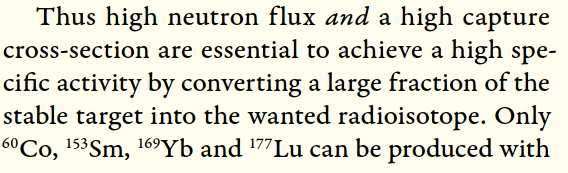 Thus high neutron flux and a high capture
cross-section are essential to achieve a high spe-
cific activity by converting a large fraction of the
stable target into the wanted radioisotope. Only
⁶⁰Co, ¹⁵³Sm, ¹⁶⁹Yb and ¹⁷⁷Lu can be produced with